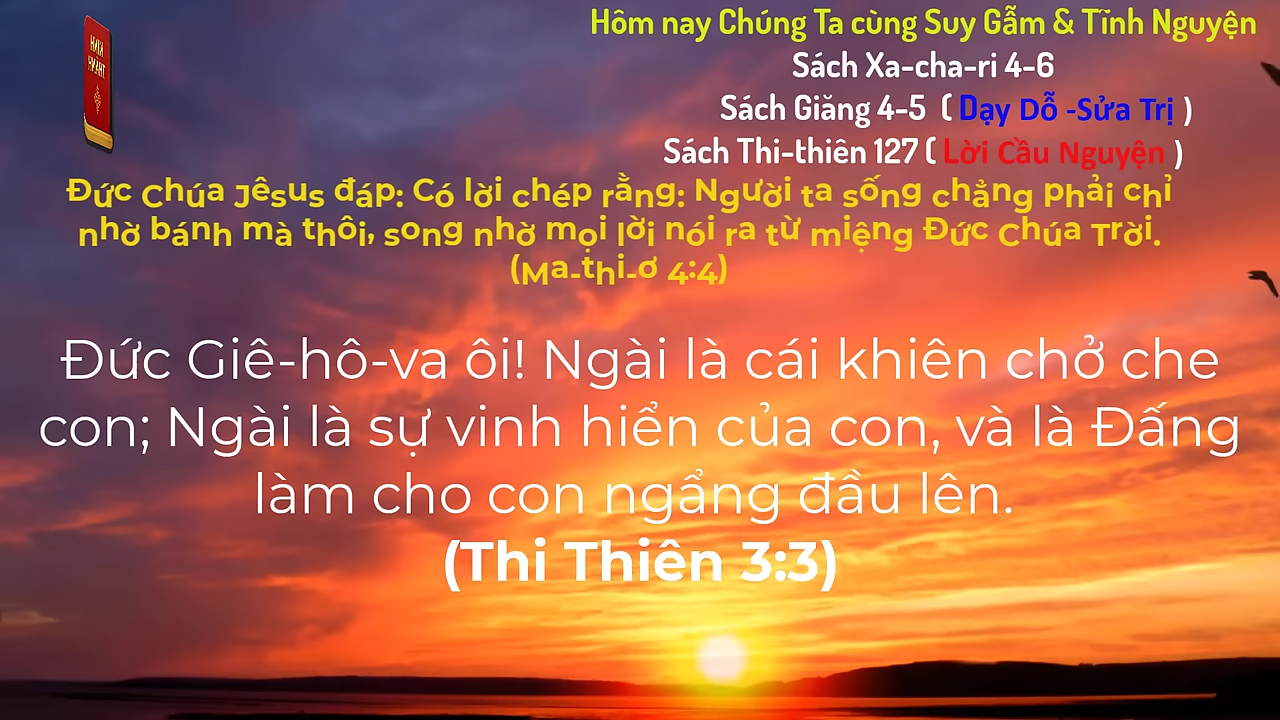 Hôm nay Chúng Ta cùng Suy Gẫm & Tĩnh Nguyện
Sách Xa-cha-ri 4-6
Sách Giăng 4-5 ( Dạy Dỗ -Sửa Trị )
Sách Thi-thiên 127 ( Lời Cầu Nguyện )
Đức Chúa Jêsus đáp: Có lời chép rằng: Người ta sống chẳng phải chỉ
nhờ bánh mà thôi, song nhờ mọi lời nói ra từ miệng Đức Chúa Trời.
(Ma-thi-ơ 4:4)
Đức Giê-hô-va ôi! Ngài là cái khiên chở che
con; Ngài là sự vinh hiển của con, và là Đấng
làm cho con ngẩng đầu lên.
(Thi Thiên 3:3)